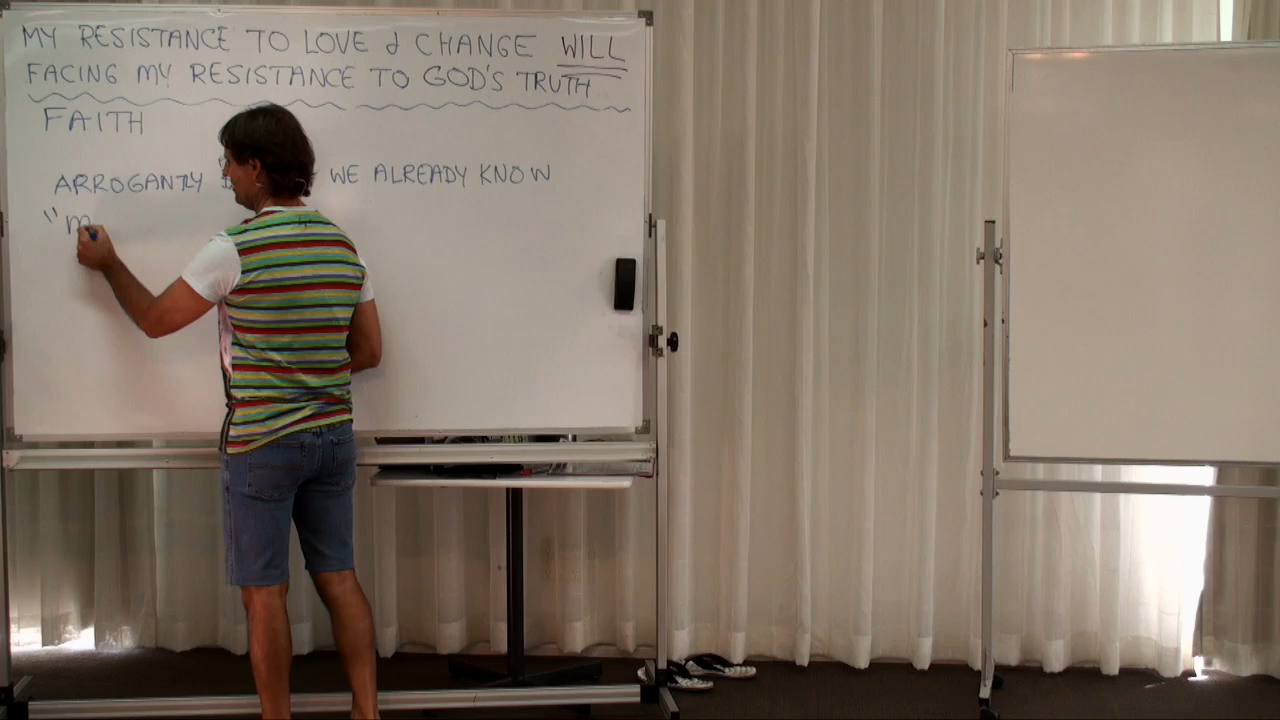 MY RESISTANCE TO LOVE & CHANGE WILL
FACING MY RESISTANCE TO GOD'S TRUTH
FAITH
ARROGANTLY WE ALREADY KNOW
"m